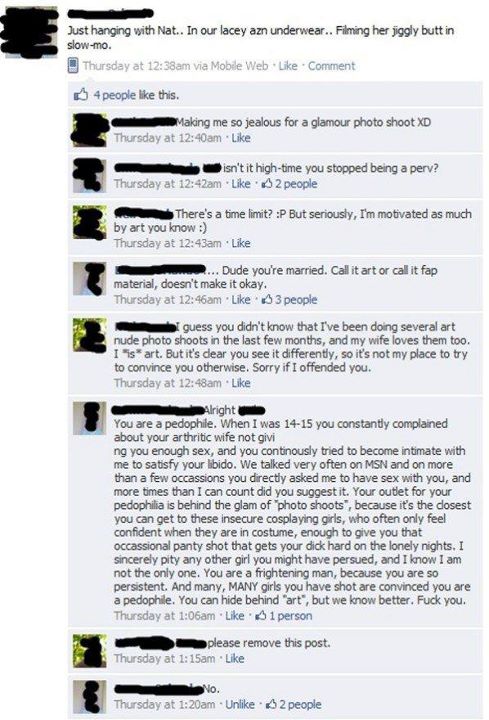 Just hanging with Nat.. In our lacey azn underwear.. Filming her jiggly butt in
slow-mo.
Thursday at 12:38am via Mobile Web · Like · Comment
4 people like this.
Making me so jealous for a glamour photo shoot XD
Thursday at 12:40am · Like
isn't it high-time you stopped being a perv?
Thursday at 12:42am · Like · 2 people
There's a time limit? :P But seriously, I'm motivated as much
by art you know :)
Thursday at 12:43am · Like
... Dude you're married. Call it art or call it fap
material, doesn't make it okay.
Thursday at 12:46am · Like · 3 people
I guess you didn't know that I've been doing several art
nude photo shoots in the last few months, and my wife loves them too.
I *is* art. But it's clear you see it differently, so it's not my place to try
to convince you otherwise. Sorry if I offended you.
Thursday at 12:48am · Like
Alright
You are a pedophile. When I was 14-15 you constantly complained
about your arthritic wife not givi
ng you enough sex, and you continously tried to become intimate with
me to satisfy your libido. We talked very often on MSN and on more
than a few occassions you directly asked me to have sex with you, and
more times than I can count did you suggest it. Your outlet for your
pedophilia is behind the glam of "photo shoots", because it's the closest
you can get to these insecure cosplaying girls, who often only feel
confident when they are in costume, enough to give you that
occassional panty shot that gets your dick hard on the lonely nights. I
sincerely pity any other girl you might have persued, and I know I am
not the only one. You are a frightening man, because you are so
persistent. And many, MANY girls you have shot are convinced you are
a pedophile. You can hide behind "art", but we know better. Fuck you.
Thursday at 1:06am · Like · 1 person
please remove this post.
Thursday at 1:15am · Like
No.
Thursday at 1:20am · Unlike · 2 people